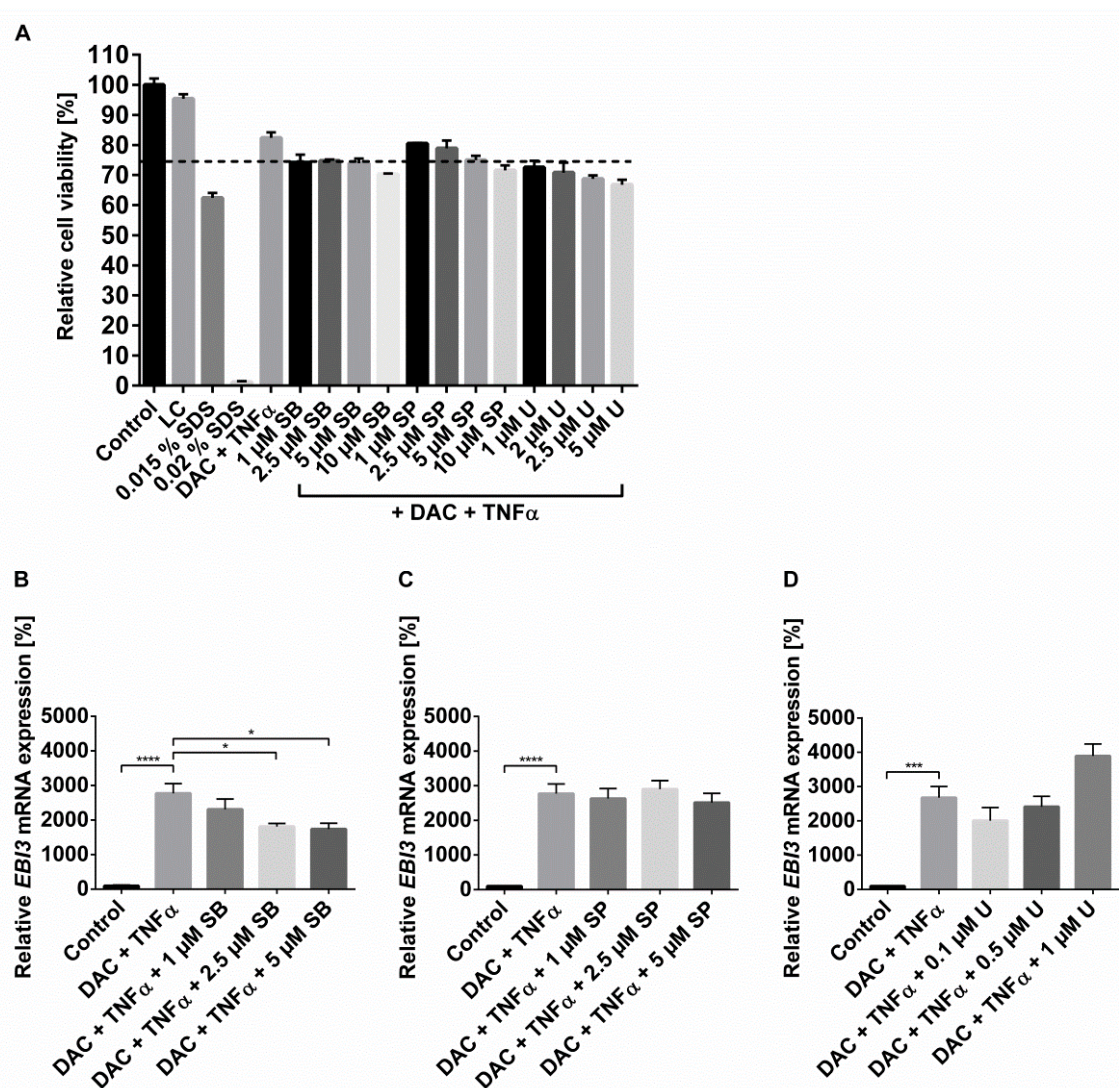 A
Relative cell viability [%]
110
100
90
80
70
60
50
40
30
20
10
0
Control
LC
0.015 % SDS
0.02 % SDS
DAC + TNFα
1 µM SB
2.5 µM SB
5 µM SB
10 µM SB
1 µM SP
2.5 µM SP
5 µM SP
10 µM SP
1 µM U
2 µM U
2.5 µM U
5 µM U
+ DAC + TNFα
B
Relative EBI3 mRNA expression [%]
5000
4000
3000
2000
1000
0
****
*
*
Control
DAC + TNFα
DAC + TNFα + 1 µM SB
DAC + TNFα + 2.5 µM SB
DAC + TNFα + 5 µM SB
C
Relative EBI3 mRNA expression [%]
5000
4000
3000
2000
1000
0
****
Control
DAC + TNFα
DAC + TNFα + 1 µM SP
DAC + TNFα + 2.5 µM SP
DAC + TNFα + 5 µM SP
D
Relative EBI3 mRNA expression [%]
5000
4000
3000
2000
1000
0
***
Control
DAC + TNFα
DAC + TNFα + 0.1 µM U
DAC + TNFα + 0.5 µM U
DAC + TNFα + 1 µM U